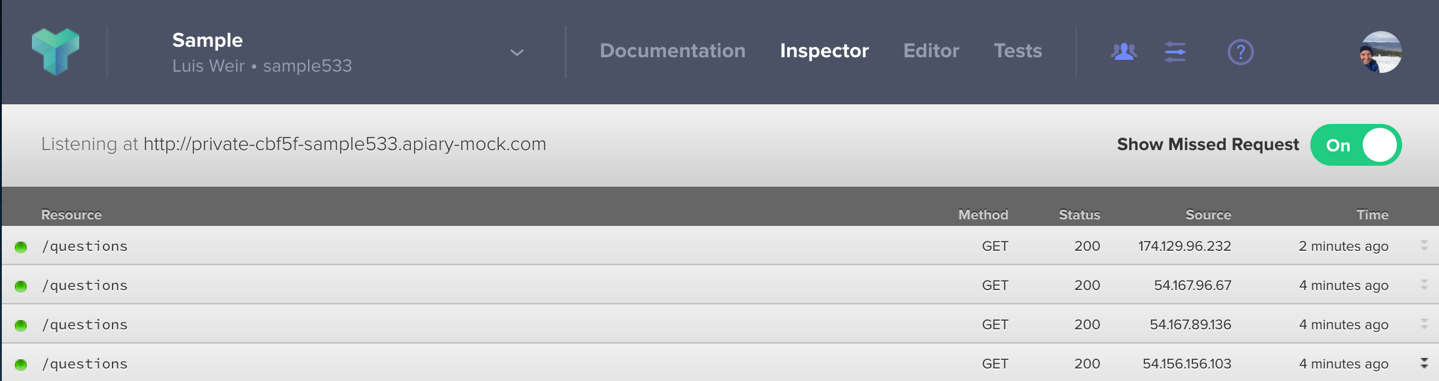 Sample
Luis Weir • sample533
Documentation Inspector Editor Tests ?
Listening at http://private-cbf5f-sample533.apiary-mock.com Show Missed Request On
Resource Method Status Source Time
/questions GET 200 174.129.96.232 2 minutes ago
/questions GET 200 54.167.96.67 4 minutes ago
/questions GET 200 54.167.89.136 4 minutes ago
/questions GET 200 54.156.156.103 4 minutes ago